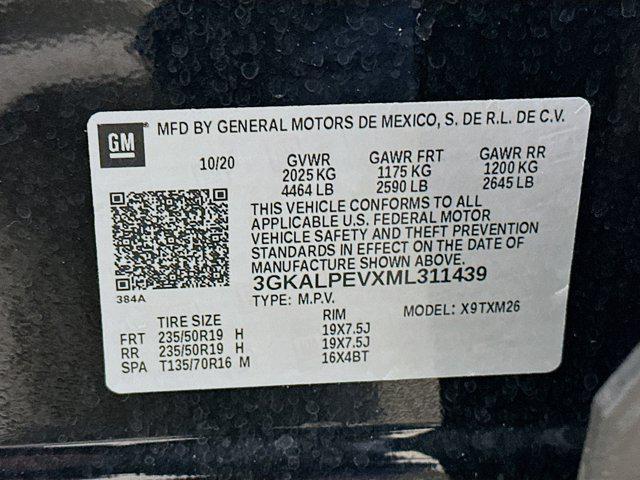 GM MFD BY GENERAL MOTORS DE MEXICO, S. DE R.L. DE C.V.
10/20 GVWR GAWR FRT GAWR RR
2025 KG 1175 KG 1200 KG
4464 LB 2590 LB 2645 LB
THIS VEHICLE CONFORMS TO ALL
APPLICABLE U.S. FEDERAL MOTOR
VEHICLE SAFETY AND THEFT PREVENTION
STANDARDS IN EFFECT ON THE DATE OF
MANUFACTURE SHOWN ABOVE.
3GKALPEVXML311439
384A
TYPE: M.P.V. MODEL: X9TXM26
TIRE SIZE RIM
FRT 235/50R19 H 19X7.5J
RR 235/50R19 H 19X7.5J
SPA T135/70R16 M 16X4BT